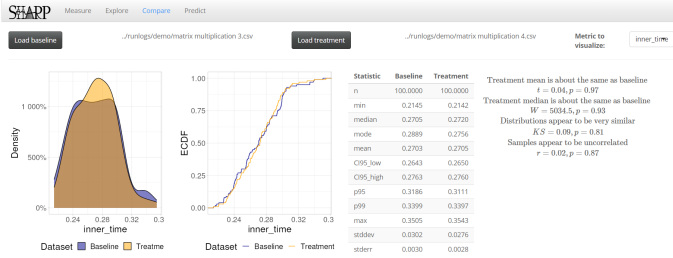 SHARP
Measure Explore Compare Predict
Load baseline
../runlogs/demo/matrix multiplication 3.csv
Load treatment
../runlogs/demo/matrix multiplication 4.csv
Metric to
visualize:
inner_time
Density
1 000%
500%
0%
0.24 0.28 0.32 0.3
inner_time
Dataset Baseline Treatme
ECDF
1.00
0.75
0.50
0.25
0.00
0.24 0.28 0.32 0.3
inner_time
Dataset Baseline Treatment
Statistic Baseline Treatment
n 100.0000 100.0000
min 0.2145 0.2142
median 0.2705 0.2720
mode 0.2889 0.2756
mean 0.2703 0.2705
CI95_low 0.2643 0.2650
CI95_high 0.2763 0.2760
p95 0.3186 0.3111
p99 0.3399 0.3397
max 0.3505 0.3543
stddev 0.0302 0.0276
stderr 0.0030 0.0028
Treatment mean is about the same as baseline
t = 0.04, p = 0.97
Treatment median is about the same as baseline
W = 5034.5, p = 0.93
Distributions appear to be very similar
KS = 0.09, p = 0.81
Samples appear to be uncorrelated
r = 0.02, p = 0.87